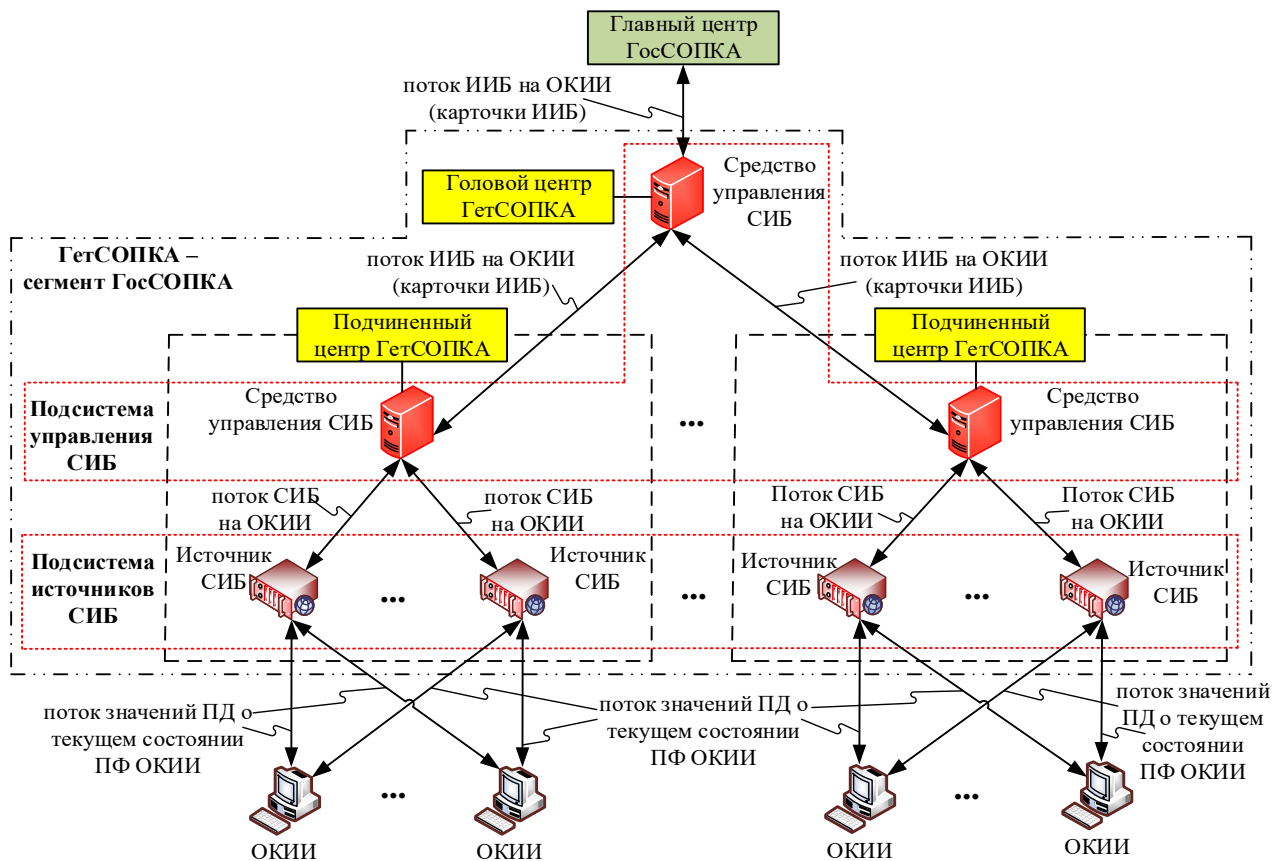 Главный центр
ГосСОПКА
поток ИИБ на ОКИИ
(карточки ИИБ)
Средство
управления
СИБ
Головой центр
ГетСОПКА
ГетСОПКА –
сегмент ГосСОПКА
поток ИИБ на ОКИИ
(карточки ИИБ)
поток ИИБ на ОКИИ
(карточки ИИБ)
Подчиненный
центр ГетСОПКА
Подчиненный
центр ГетСОПКА
Подсистема
управления
СИБ
Средство
управления СИБ
...
Средство
управления СИБ
поток СИБ
на ОКИИ
поток СИБ
на ОКИИ
Поток СИБ
на ОКИИ
Поток СИБ
на ОКИИ
Подсистема
источников
СИБ
Источник
СИБ
...
Источник
СИБ
...
Источник
СИБ
...
Источник
СИБ
поток значений ПД о
текущем состоянии
ПФ ОКИИ
поток значений ПД о
текущем состоянии
ПФ ОКИИ
поток значений
ПД о текущем
состоянии
ПФ ОКИИ
...
...
ОКИИ
ОКИИ
ОКИИ
ОКИИ